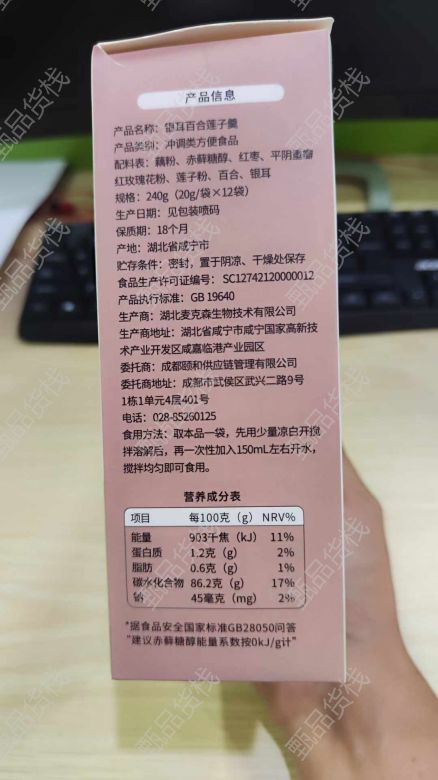 产品信息
产品名称：银耳百合莲子羹
产品类别：冲调类方便食品
配料表：藕粉、赤藓糖醇、红枣、平阴重瓣
红玫瑰花粉、莲子粉、百合、银耳
规格：240g（20g/袋×12袋）
生产日期：见包装喷码
保质期：18个月
产地：湖北省咸宁市
贮存条件：密封，置于阴凉、干燥处保存
食品生产许可证编号：SC12742120000012
产品执行标准：GB 19640
生产商：湖北麦克森生物技术有限公司
生产商地址：湖北省咸宁市咸宁国家高新技
术产业开发区咸嘉临港产业园区
委托商：成都颐和供应链管理有限公司
委托商地址：成都市武侯区武兴二路9号
1栋1单元4层401号
电话：028-85260125
食用方法：取本品一袋，先用少量凉白开搅
拌溶解后，再一次性加入150mL左右开水，
搅拌均匀即可食用。
营养成分表
项目 每100克（g） NRV%
能量 903千焦（kJ） 11%
蛋白质 1.2克（g） 2%
脂肪 0.6克（g） 1%
碳水化合物 86.2克（g） 17%
钠 45毫克（mg） 2%
*据食品安全国家标准GB28050问答
"建议赤藓糖醇能量系数按0kJ/g计"
甄品货栈